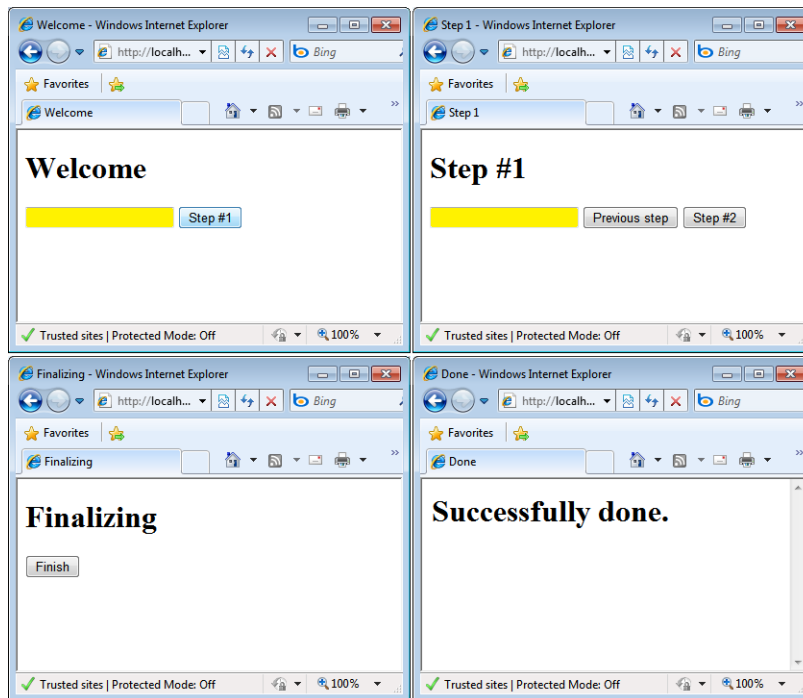 Welcome - Windows Internet Explorer
http://localh...
Bing
Favorites
Welcome
»
Welcome
Step #1
Trusted sites | Protected Mode: Off
100%
Step 1 - Windows Internet Explorer
http://localh...
Bing
Favorites
Step 1
»
Step #1
Previous step
Step #2
Trusted sites | Protected Mode: Off
100%
Finalizing - Windows Internet Explorer
http://localh...
Bing
Favorites
Finalizing
»
Finalizing
Finish
Trusted sites | Protected Mode: Off
100%
Done - Windows Internet Explorer
http://localh...
Bing
Favorites
Done
»
Successfully done.
Trusted sites | Protected Mode: Off
100%